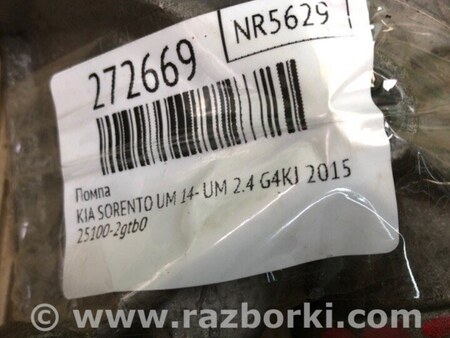 NR5629
272669
Помпа
KIA SORENTO UM 14- UM 2.4 G4KJ 2015
25100-2gtb0
© www.razborki.com